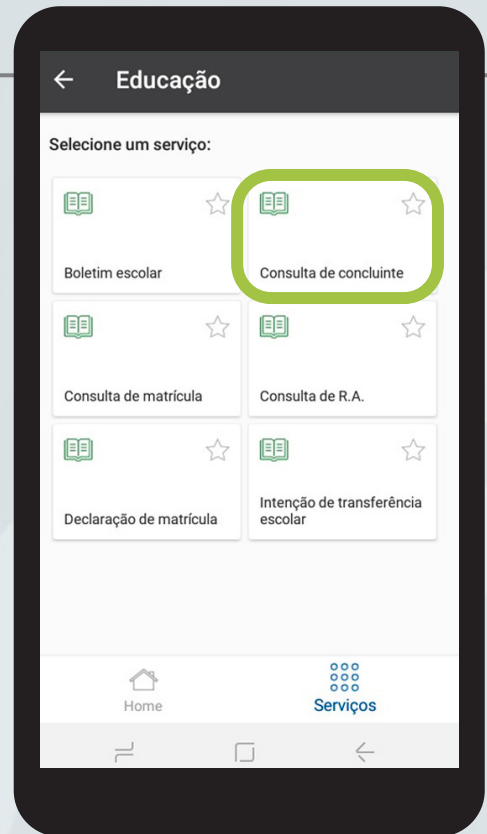 Educação
Selecione um serviço:
Boletim escolar
Consulta de concluinte
Consulta de matrícula
Consulta de R.A.
Declaração de matrícula
Intenção de transferência
escolar
Home
Serviços